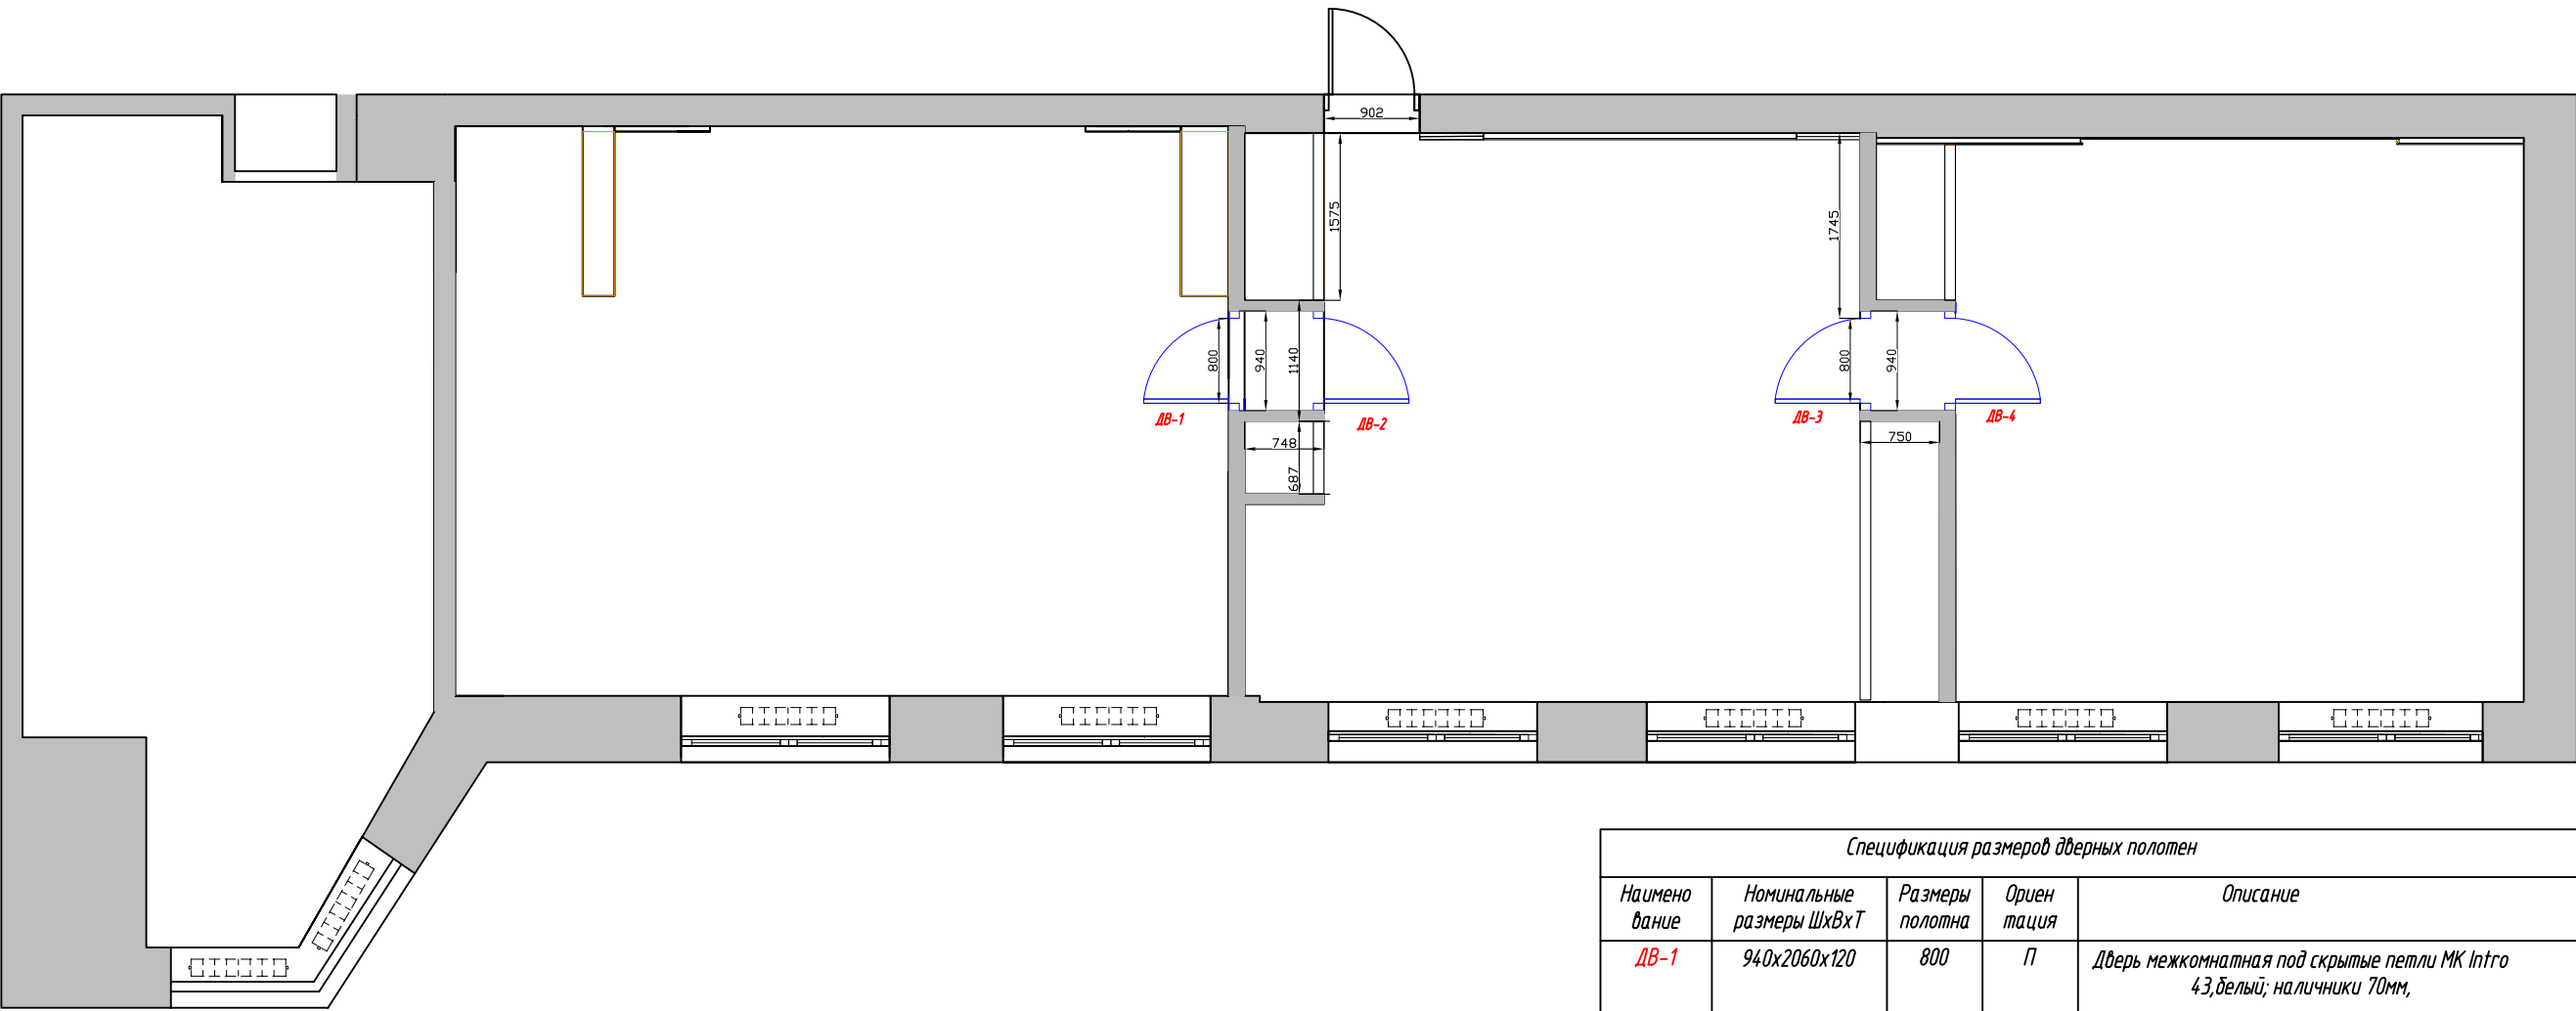 902
1575
1745
800
940
1140
800
940
ДВ-1
ДВ-2
ДВ-3
ДВ-4
748
750
687
Спецификация размеров дверных полотен
Наимено
вание
Номинальные
размеры ШхВхТ
Размеры
полотна
Ориен
тация
Описание
ДВ-1
940х2060х120
800
П
Дверь межкомнатная под скрытые петли МК Intro
43,белый; наличники 70мм,